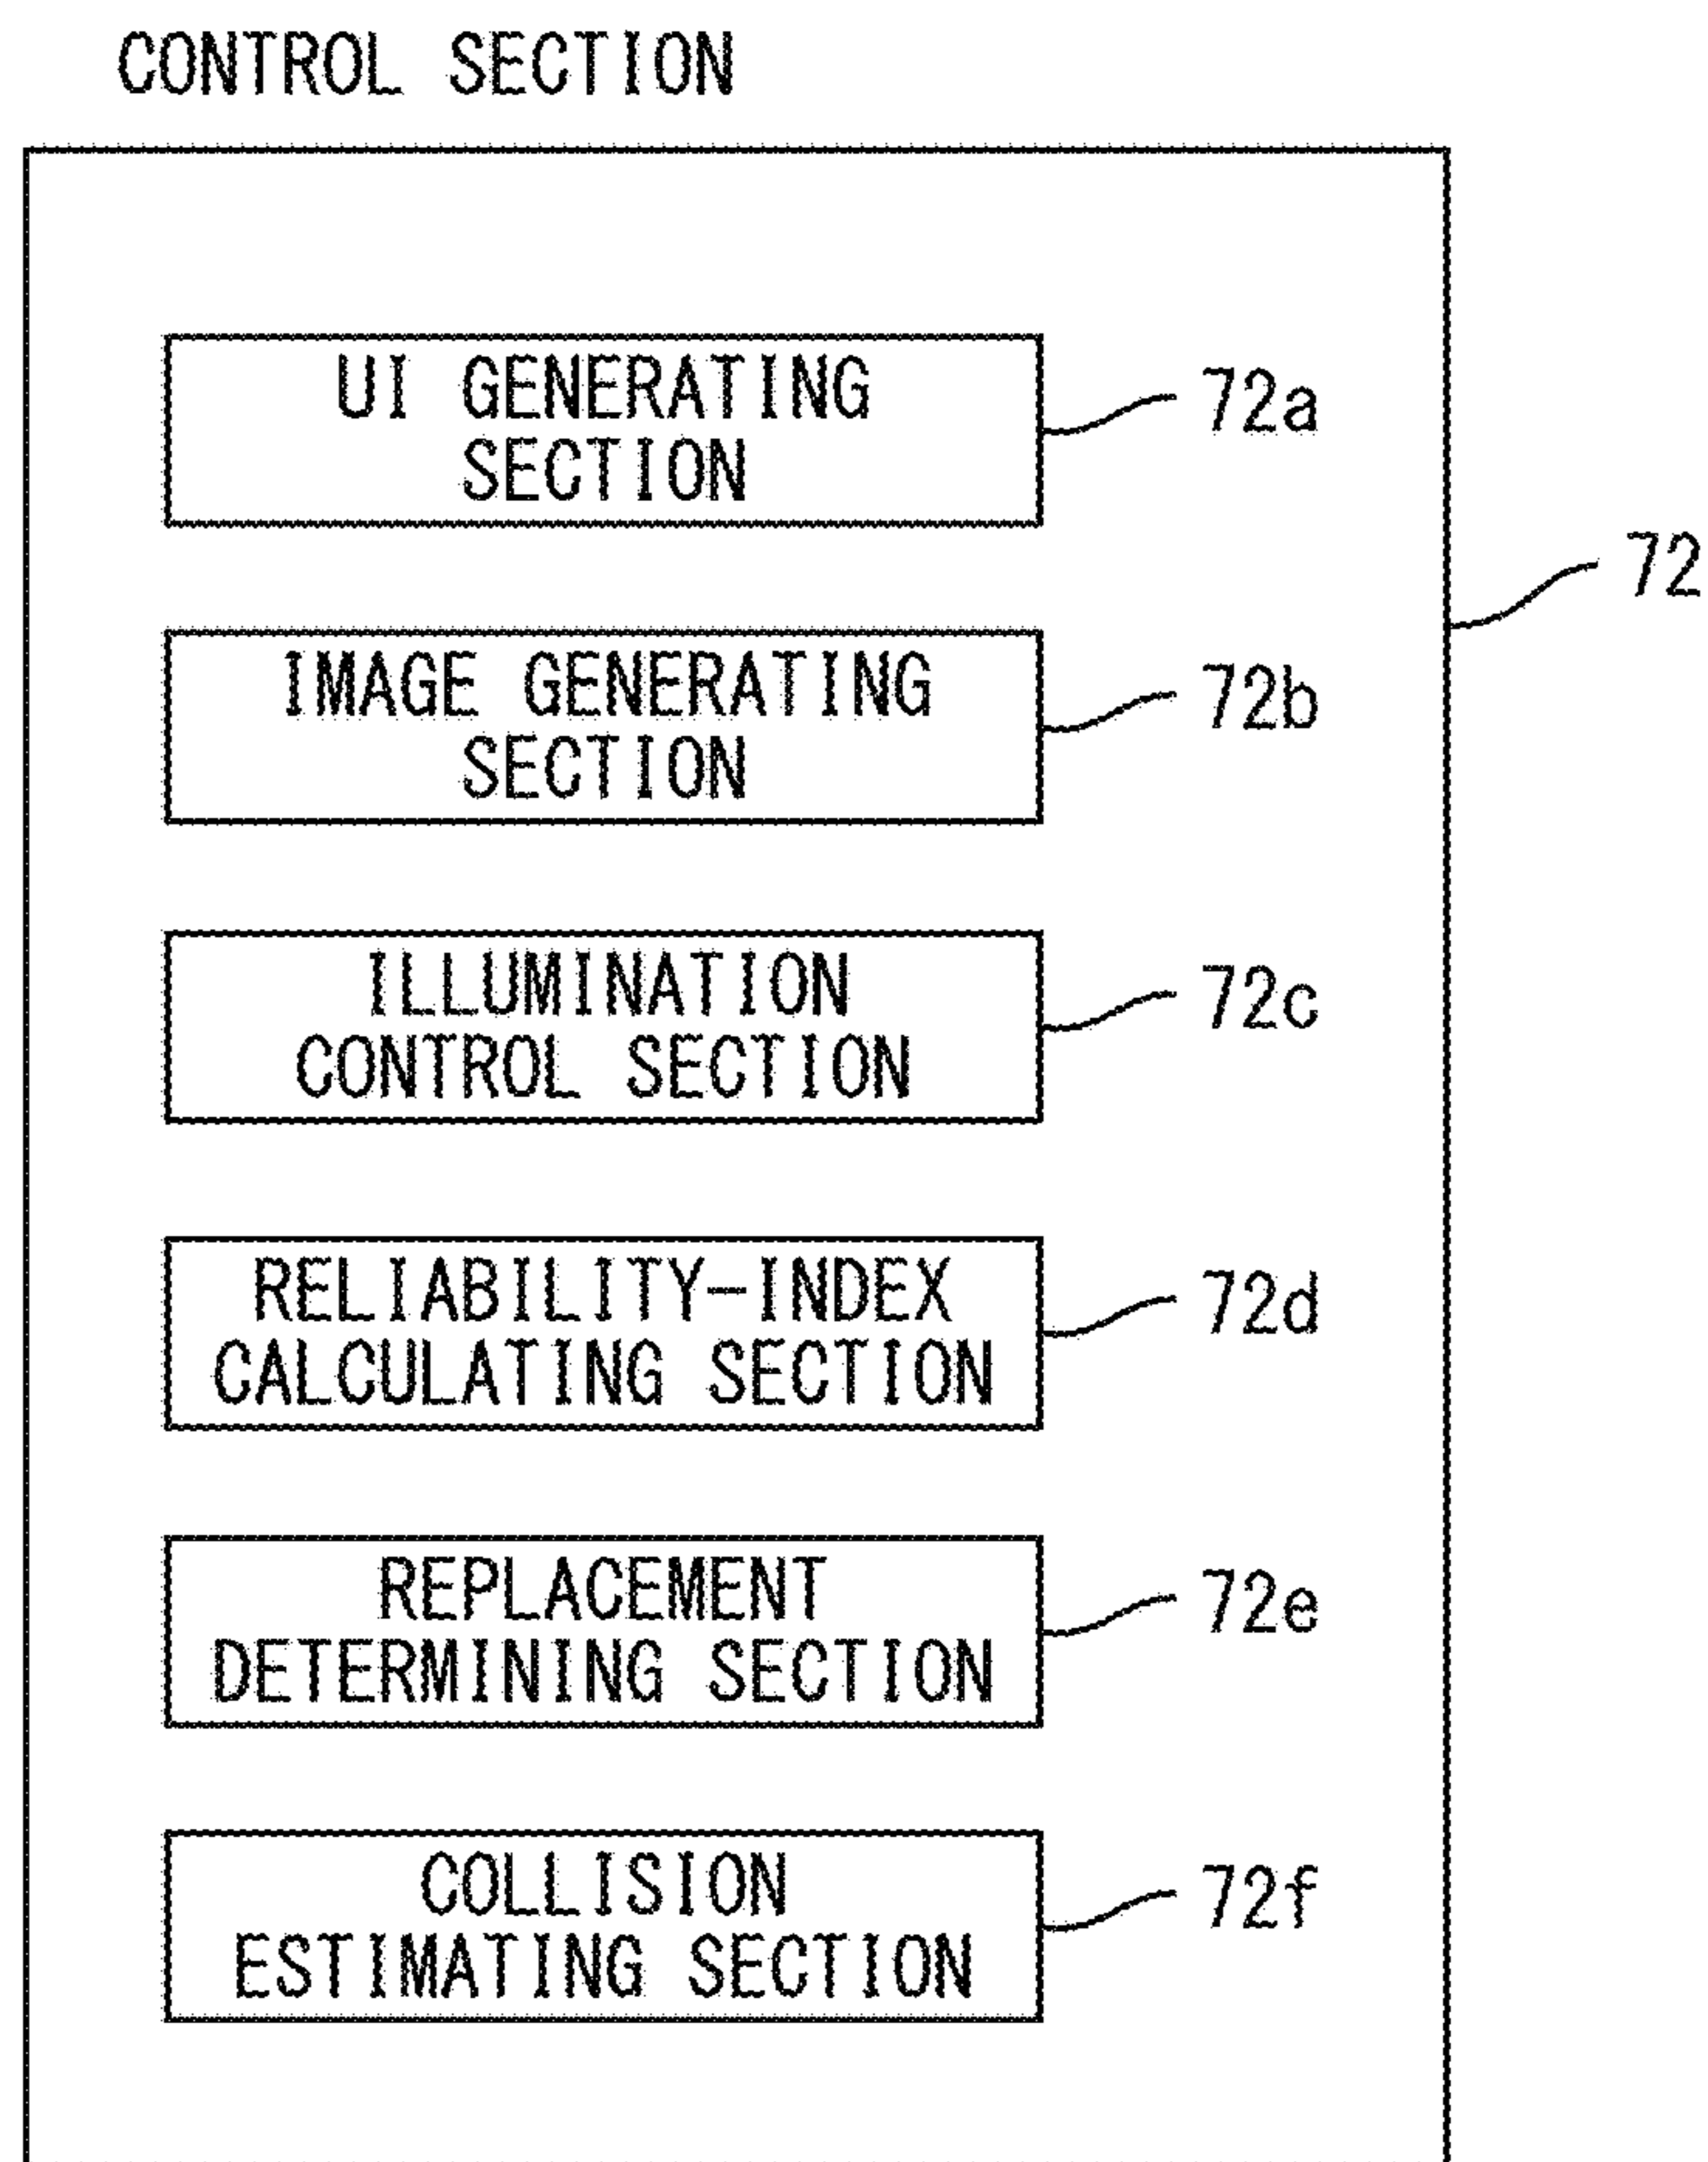 CONTROL SECTION
UI GENERATING
SECTION
72a
72
IMAGE GENERATING
SECTION
72b
ILLUMINATION
CONTROL SECTION
72c
RELIABILITY-INDEX
CALCULATING SECTION
72d
REPLACEMENT
DETERMINING SECTION
72e
COLLISION
ESTIMATING SECTION
72f